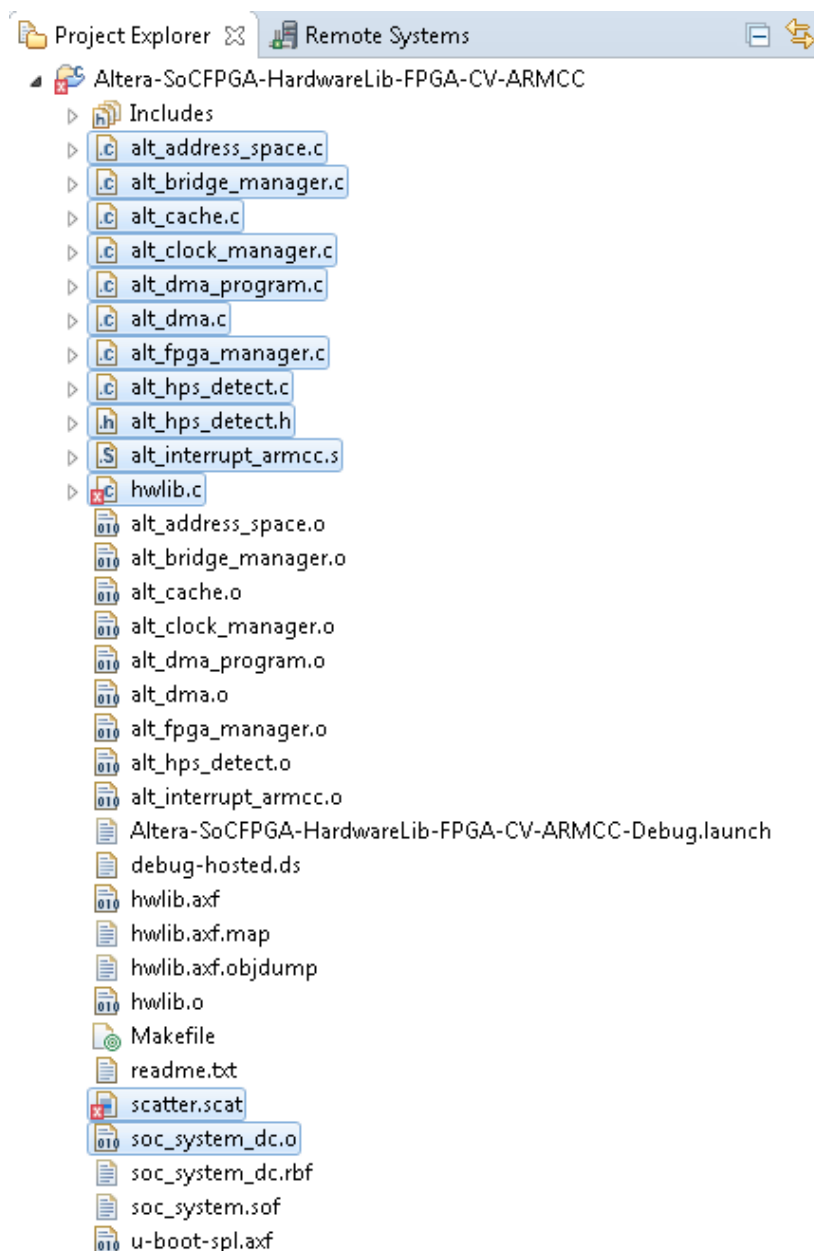 Project Explorer Remote Systems
Altera-SoCFPGA-HardwareLib-FPGA-CV-ARMCC
Includes
alt_address_space.c
alt_bridge_manager.c
alt_cache.c
alt_clock_manager.c
alt_dma_program.c
alt_dma.c
alt_fpga_manager.c
alt_hps_detect.c
alt_hps_detect.h
alt_interrupt_armcc.s
hwlib.c
alt_address_space.o
alt_bridge_manager.o
alt_cache.o
alt_clock_manager.o
alt_dma_program.o
alt_dma.o
alt_fpga_manager.o
alt_hps_detect.o
alt_interrupt_armcc.o
Altera-SoCFPGA-HardwareLib-FPGA-CV-ARMCC-Debug.launch
debug-hosted.ds
hwlib.axf
hwlib.axf.map
hwlib.axf.objdump
hwlib.o
Makefile
readme.txt
scatter.scat
soc_system_dc.o
soc_system_dc.rbf
soc_system.sof
u-boot-spl.axf